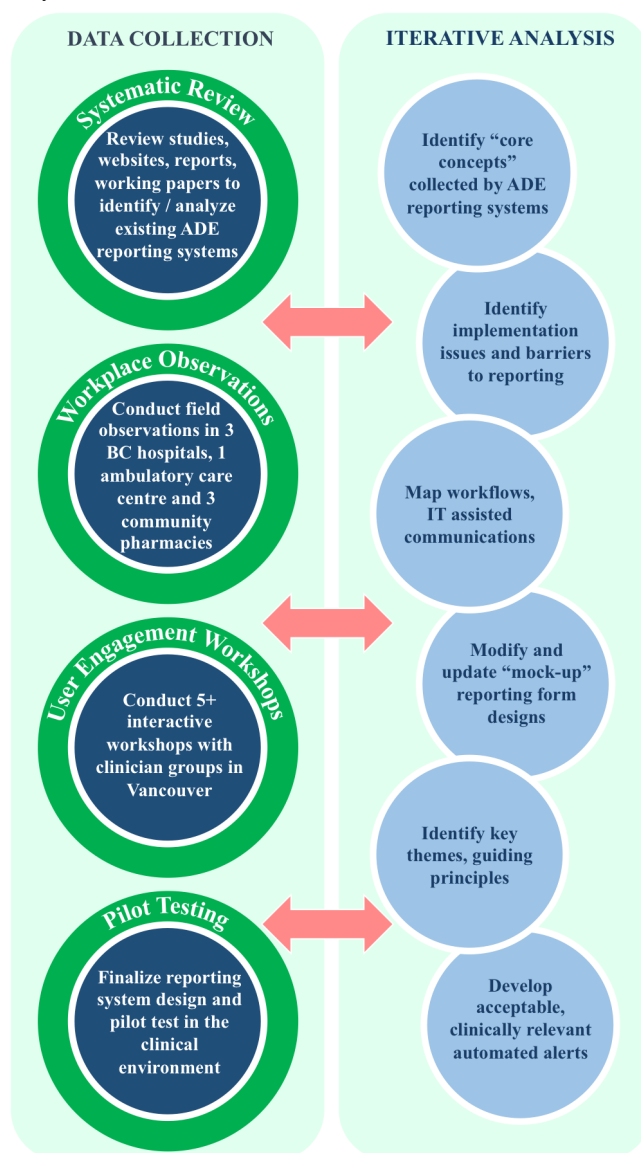 DATA COLLECTION
Systematic Review
Review studies,
websites, reports,
working papers to
identify / analyze
existing ADE
reporting systems
Workplace Observations
Conduct field
observations in 3
BC hospitals, 1
ambulatory care
centre and 3
community
pharmacies
User Engagement Workshops
Conduct 5+
interactive
workshops with
clinician groups in
Vancouver
Pilot Testing
Finalize reporting
system design and
pilot test in the
clinical
environment
ITERATIVE ANALYSIS
Identify “core
concepts”
collected by ADE
reporting systems
Identify
implementation
issues and barriers
to reporting
Map workflows,
IT assisted
communications
Modify and
update “mock-up”
reporting form
designs
Identify key
themes, guiding
principles
Develop
acceptable,
clinically relevant
automated alerts